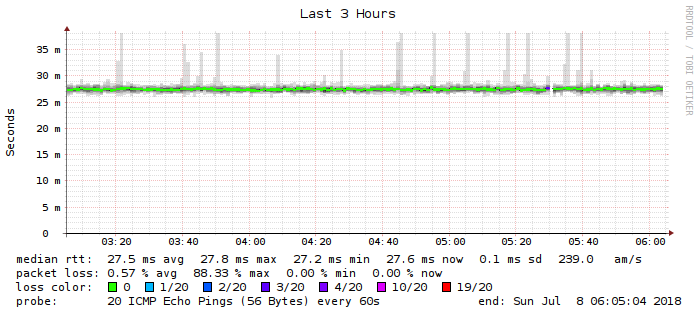 Last 3 Hours
RRDTOOL / TOBI OETIKER
Seconds
35 m
30 m
25 m
20 m
15 m
10 m
5 m
0
03:20 03:40 04:00 04:20 04:40 05:00 05:20 05:40 06:00
median rtt: 27.5 ms avg 27.8 ms max 27.2 ms min 27.6 ms now 0.1 ms sd 239.0 am/s
packet loss: 0.57 % avg 88.33 % max 0.00 % min 0.00 % now
loss color: 0 1/20 2/20 3/20 4/20 10/20 19/20
probe: 20 ICMP Echo Pings (56 Bytes) every 60s end: Sun Jul 8 06:05:04 2018